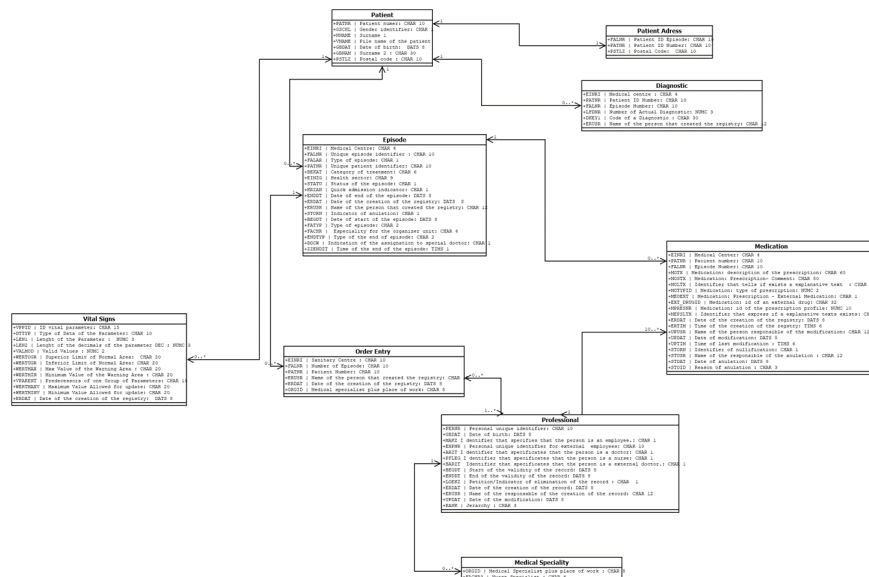 Patient
+PATNR | Patient numer: CHAR 10
+GSCHL | Gender identifier: CHAR 1
+NNAME | Surname 1
+VNAME | File name of the patient
+GBDAT | Date of birth: DATS 8
+GBNAM | Surname 2 : CHAR 30
+PSTLZ | Postal code : CHAR 10
Patient Adress
+FALNR | Patient ID Episode: CHAR 10
+PATNR | Patient ID Number: CHAR 10
+PSTLZ | Postal Code: CHAR 10
Diagnostic
+EINRI | Medical centre : CHAR 4
+PATNR | Patient ID Number: CHAR 10
+FALNR | Episode Number: CHAR 10
+LFDNR | Number of Actual Diagnostic: NUMC 3
+DKEY1 | Code of a Diagnostic : CHAR 30
+ERUSR | Name of the person that created the registry: CHAR 12
Episode
+EINRI | Medical Centre: CHAR 4
+FALNR | Unique episode identifier : CHAR 10
+FALAR | Type of episode: CHAR 1
+PATNR | Unique patient identifier: CHAR 10
+BEKAT | Category of treatment: CHAR 6
+EINZG | Health sector: CHAR 9
+STATU | Status of the episode: CHAR 1
+KRZAN | Quick admission indicator: CHAR 1
+ENDDT | Date of end of the episode: DATS 8
+ERDAT | Date of the creation of the registry: DATS 8
+ERUSR | Name of the person that created the registry: CHAR 12
+STORN | Indicator of anulation: CHAR 1
+BEGDT | Date of start of the episode: DATS 8
+FATYP | Type of episode: CHAR 2
+FACHR | Especiality for the organizer unit: CHAR 4
+ENDTYP | Type of the end of episode: CHAR 2
| Indication of the assignation to special doctor: CHAR 1
| Time of the end of the episode: TIMS 1
Medication
+EINRI | Medical Center: CHAR 4
+PATNR | Patient number: CHAR 10
+FALNR | Episode Number: CHAR 10
+MOTX | Medication: description of the prescription: CHAR 60
| Medication: Prescription- Comment: CHAR 50
| Identifier that tells if exists a explanative text : CHAR
+MOTYPID | Medication: type of prescription: NUMC 2
| Medication: Prescription - External Medication: CHAR 1
+EXT_DRUGID | Medication: id of an external drug: CHAR 32
| Medication: id of the prescription profile: NUMC 10
| Identifier that express if a explanative texts exists:
+ERDAT | Date of the creation of the registry: DATS 8
+ERTIM | Time of creation of the registry : TIMS 6
| Name of the person responsible of the modification: CHAR 12
+UPDAT | Date of modification: DATS 8
+UPTIM | Time of last modification : TIMS 6
+STORN | Identifier of nullification: CHAR 1
+STUSR | Name of the responsible of the anulation : CHAR 12
+STDAT | Date of anulation: DATS 8
+STOID | Reason of anulation : CHAR 3
Vital Signs
+VPPID | ID vital parameter: CHAR 15
+DTTYP | Type of Data of the Parameter: CHAR 10
+LEN1 | Lenght of the Parameter : NUMC 3
+LEN2 | Lenght of the decimals of the parameter DEC : NUMC 3
+VALMOD | Valid Values : NUMC 2
| Superior Limit of Normal Area: CHAR 20
| Inferior Limit of Normal Area: CHAR 20
| Max Value of the Warning Area : CHAR 20
| Minimum Value of the Warning Area : CHAR 20
+VPARENT | Predecessors of one Group of Parameters: CHAR 15
| Maximum Value Allowed for update: CHAR 20
| Minimum Value Allowed for update: CHAR 20
+ERDAT | Date of the creation of the registry: DATS 8
Order Entry
+EINRI | Sanitary Centre : CHAR 10
+FALNR | Number of Episode: CHAR 10
+PATNR | Patient Number: CHAR 10
+ERUSR | Name of the person that created the registry: CHAR
+ERDAT | Date of the creation of the registry: DATS 8
+ORGID | Medical specialist plus place of work: CHAR 8
Professional
+PERNR | Personal unique identifier: CHAR 10
+GBDAT | Date of birth: DATS 8
+MARZ I dentifier that specifies that the person is an employee.: CHAR 1
+EXPNR | Personal unique identifier for external employees: CHAR 10
+ARZT I dentifier that specificates that the person is a doctor: CHAR 1
+PFLEG I dentifier that specificates that the person is a nurse: CHAR 1
+BARZT Identifier that specificates that the person is a external doctor.: CHAR 1
+BEGDT | Start of the validity of the record: DATS 8
+ENDDT | End of the validity of the record: DATS 8
+LOEKZ | Petition/Indicator of elimination of the record : CHAR 1
+ERDAT | Date of the creation of the record: DATS 8
+ERUSR | Name of the responsible of the creation of the record: CHAR 12
+UPDAT | Date of the modification: DATS 8
+RANK | Jerarchy : CHAR 3
Medical Speciality
+ORGID | Medical Specialist plus place of work : CHAR 8